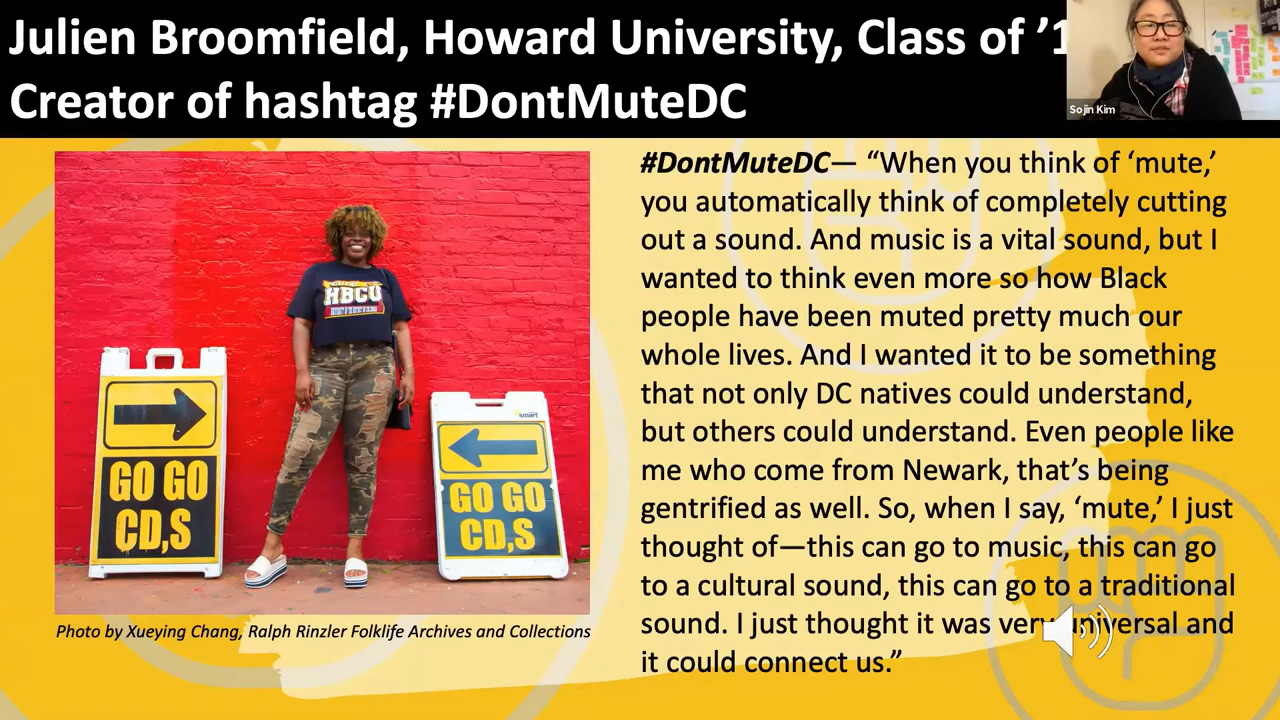 Julien Broomfield, Howard University, Class of ’1
Creator of hashtag #DontMuteDC
Sojin Kim
HBCU
GO GO
CD,S
smart
GO GO
CD,S
Photo by Xueying Chang, Ralph Rinzler Folklife Archives and Collections
#DontMuteDC— “When you think of ‘mute,’
you automatically think of completely cutting
out a sound. And music is a vital sound, but I
wanted to think even more so how Black
people have been muted pretty much our
whole lives. And I wanted it to be something
that not only DC natives could understand,
but others could understand. Even people like
me who come from Newark, that’s being
gentrified as well. So, when I say, ‘mute,’ I just
thought of—this can go to music, this can go
to a cultural sound, this can go to a traditional
sound. I just thought it was very universal and
it could connect us.”